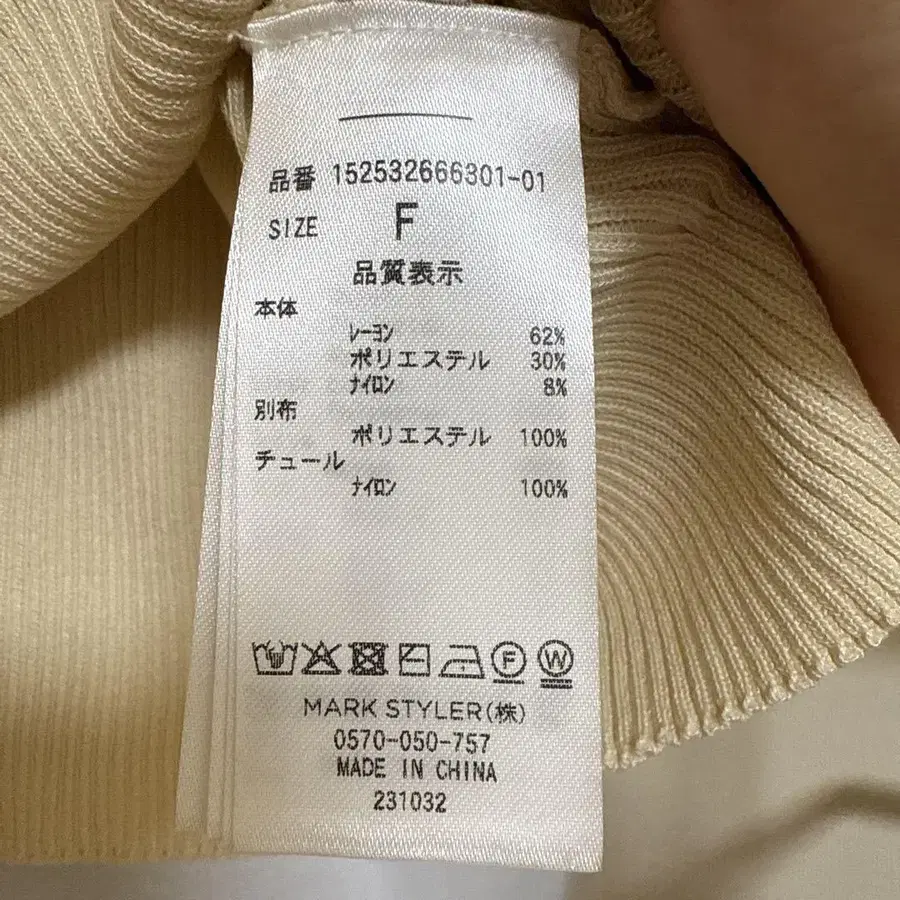 品番 152532666301-01
SIZE F
品質表示
本体
ﾚｰﾖﾝ 62%
ポリエステル 30%
ﾅｲﾛﾝ 8%
別布
ポリエステル 100%
チュール
ﾅｲﾛﾝ 100%
F W
MARK STYLER(株)
0570-050-757
MADE IN CHINA
231032